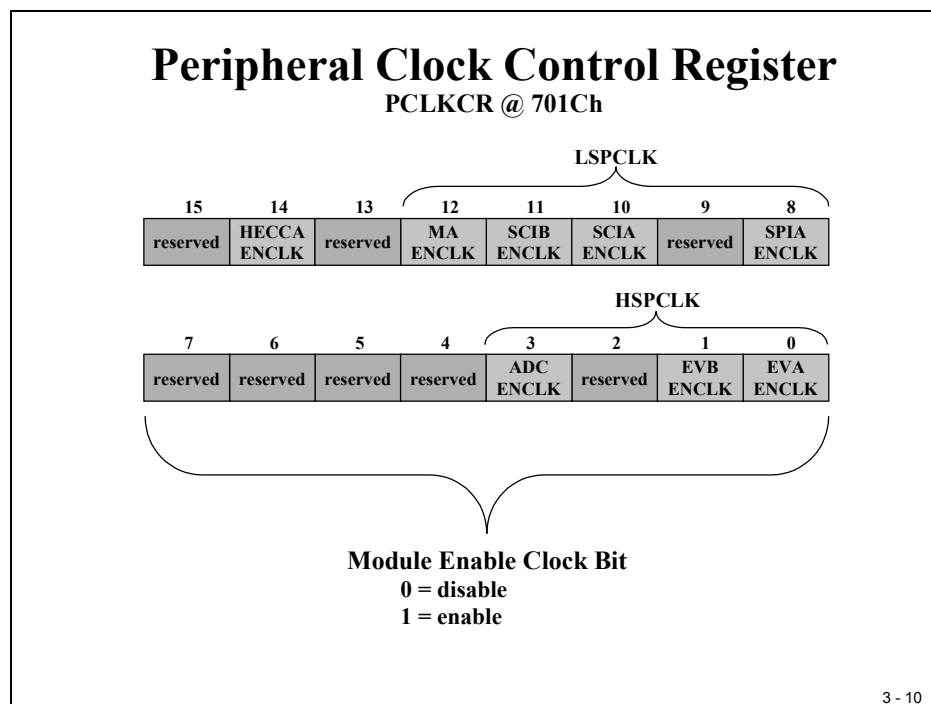 Peripheral Clock Control Register
PCLKCR @ 701Ch
LSPCLK
15 14 13 12 11 10 9 8
reserved HECCA ENCLK reserved MA ENCLK SCIB ENCLK SCIA ENCLK reserved SPIA ENCLK
HSPCLK
7 6 5 4 3 2 1 0
reserved reserved reserved reserved ADC ENCLK reserved EVB ENCLK EVA ENCLK
Module Enable Clock Bit
0 = disable
1 = enable
3 - 10